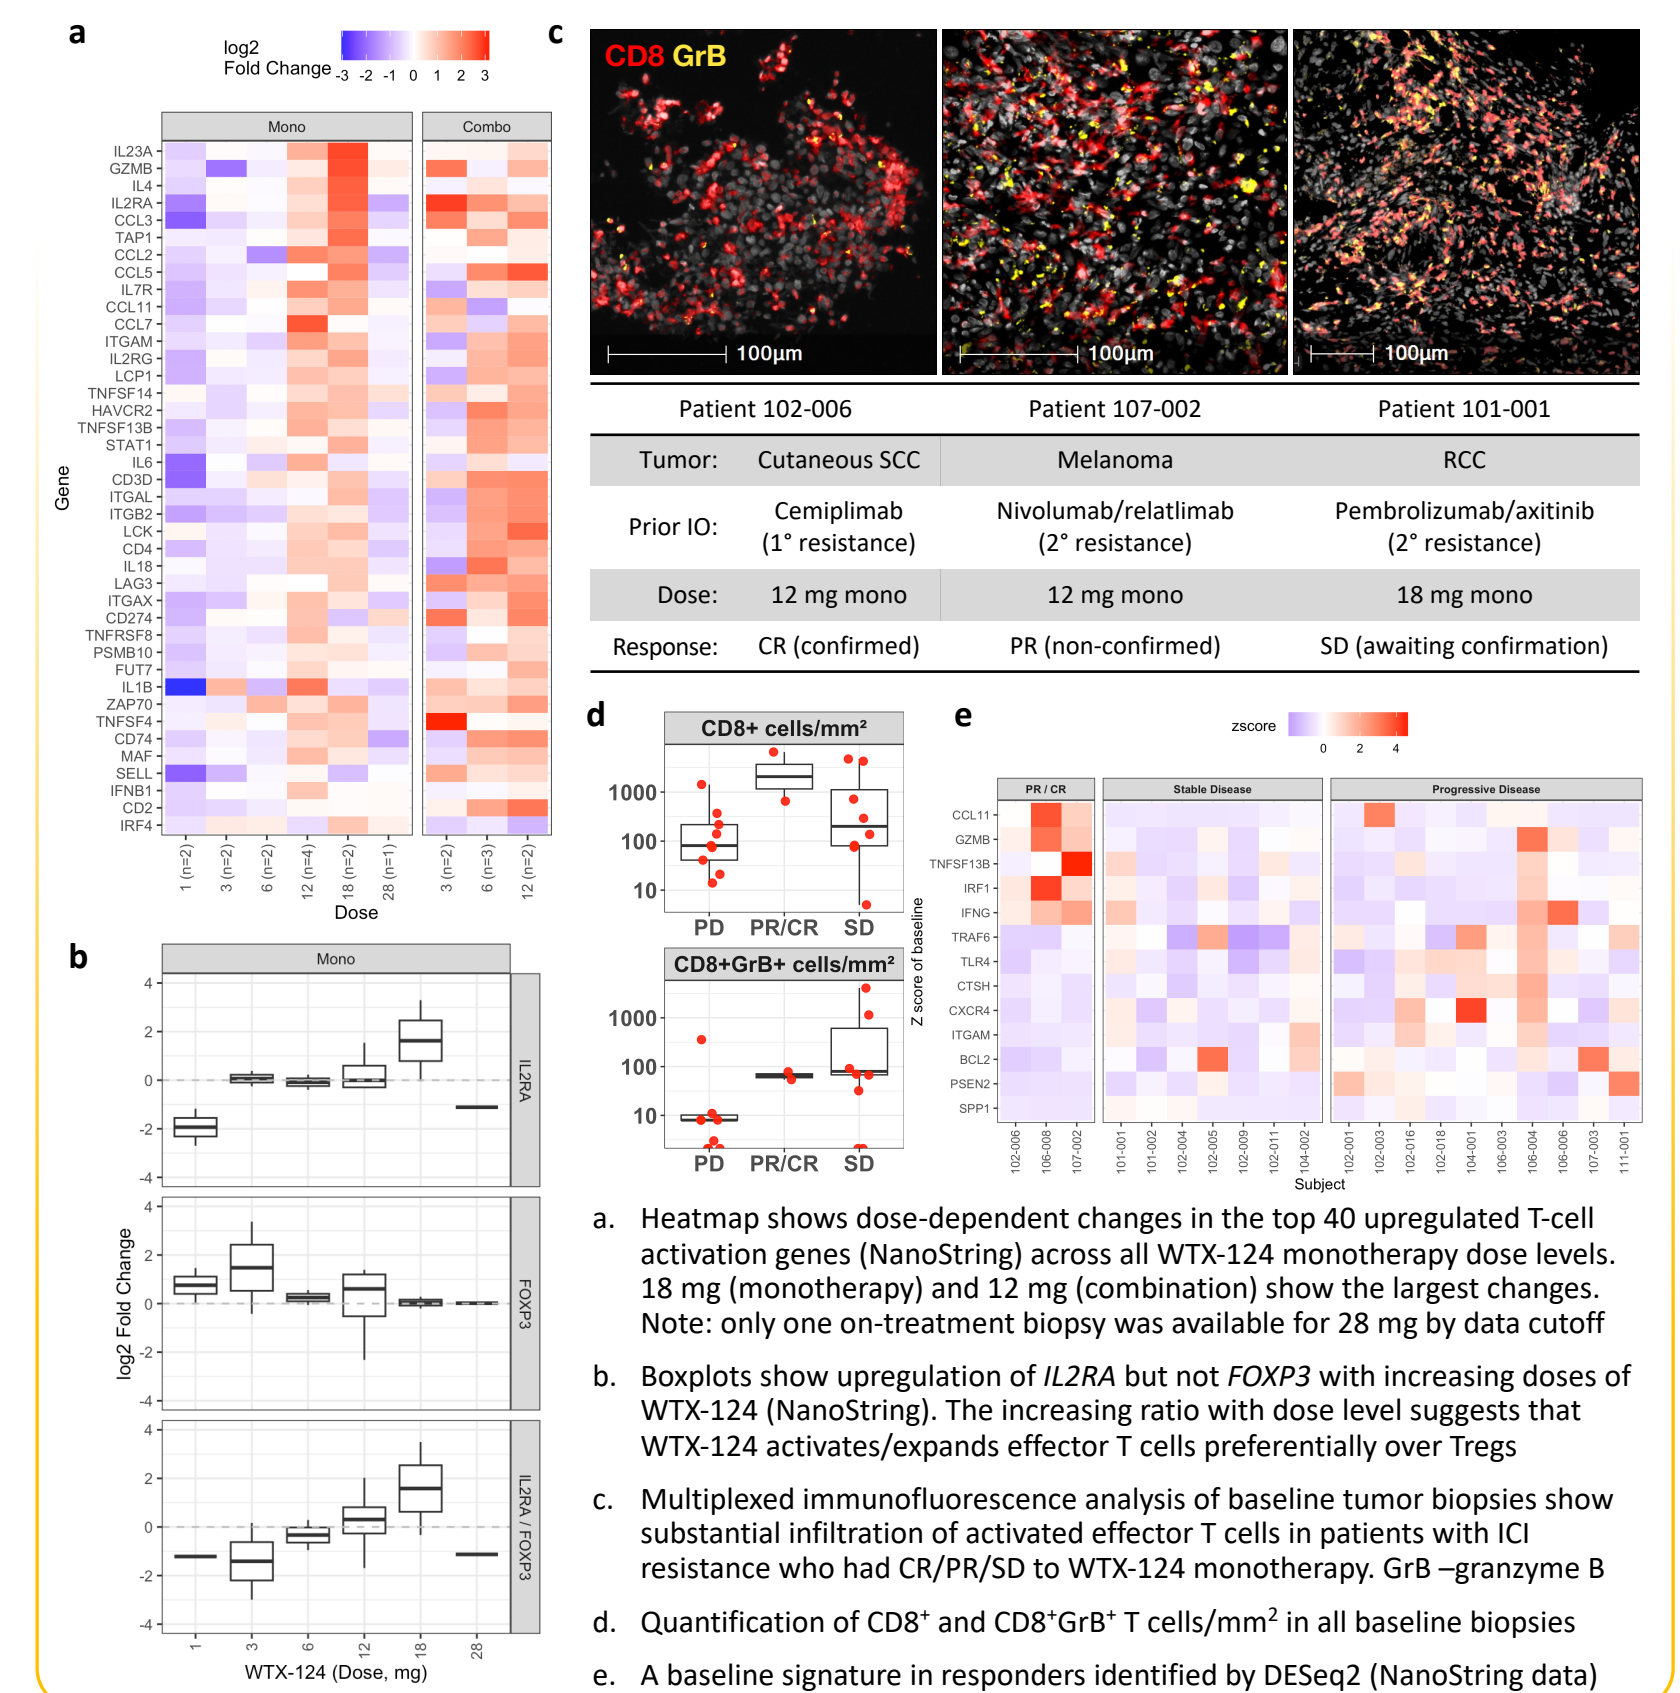 a
log2
Fold Change
-3 -2 -1 0 1 2 3
Mono
Combo
IL23A
GZMB
IL4
IL2RA
CCL3
TAP1
CCL2
CCL5
IL7R
CCL11
CCL7
ITGAM
IL2RG
LCP1
TNFSF14
HAVCR2
TNFSF13B
STAT1
IL6
CD3D
ITGAL
ITGB2
LCK
CD4
IL18
LAG3
ITGAX
CD274
TNFRSF8
PSMB10
FUT7
IL1B
ZAP70
TNFSF4
CD74
MAF
SELL
IFNB1
CD2
IRF4
Gene
1 (n=2)
3 (n=2)
6 (n=2)
12 (n=4)
18 (n=2)
28 (n=1)
3 (n=2)
6 (n=3)
12 (n=2)
Dose
b
Mono
4
2
0
-2
-4
IL2RA
4
2
0
-2
-4
FOXP3
4
2
0
-2
-4
IL2RA / FOXP3
log2 Fold Change
1 3 6 12 18 28
WTX-124 (Dose, mg)
c
CD8 GrB
100µm
100µm
100µm
Patient 102-006 Patient 107-002 Patient 101-001
Tumor: Cutaneous SCC Melanoma RCC
Prior IO: Cemiplimab Nivolumab/relatlimab Pembrolizumab/axitinib
(1° resistance) (2° resistance) (2° resistance)
Dose: 12 mg mono 12 mg mono 18 mg mono
Response: CR (confirmed) PR (non-confirmed) SD (awaiting confirmation)
d
CD8+ cells/mm²
1000
100
10
PD PR/CR SD
CD8+GrB+ cells/mm²
1000
100
10
PD PR/CR SD
e
zscore
0 2 4
PR / CR
Stable Disease
Progressive Disease
CCL11
GZMB
TNFSF13B
IRF1
IFNG
TRAF6
TLR4
CTSH
CXCR4
ITGAM
BCL2
PSEN2
SPP1
Z score of baseline
102-006
106-008
107-002
101-001
101-002
102-004
102-005
102-009
102-011
104-002
102-001
102-003
102-016
102-018
104-001
106-003
106-004
106-006
107-003
111-001
Subject
a. Heatmap shows dose-dependent changes in the top 40 upregulated T-cell
activation genes (NanoString) across all WTX-124 monotherapy dose levels.
18 mg (monotherapy) and 12 mg (combination) show the largest changes.
Note: only one on-treatment biopsy was available for 28 mg by data cutoff
b. Boxplots show upregulation of IL2RA but not FOXP3 with increasing doses of
WTX-124 (NanoString). The increasing ratio with dose level suggests that
WTX-124 activates/expands effector T cells preferentially over Tregs
c. Multiplexed immunofluorescence analysis of baseline tumor biopsies show
substantial infiltration of activated effector T cells in patients with ICI
resistance who had CR/PR/SD to WTX-124 monotherapy. GrB –granzyme B
d. Quantification of CD8⁺ and CD8⁺GrB⁺ T cells/mm² in all baseline biopsies
e. A baseline signature in responders identified by DESeq2 (NanoString data)